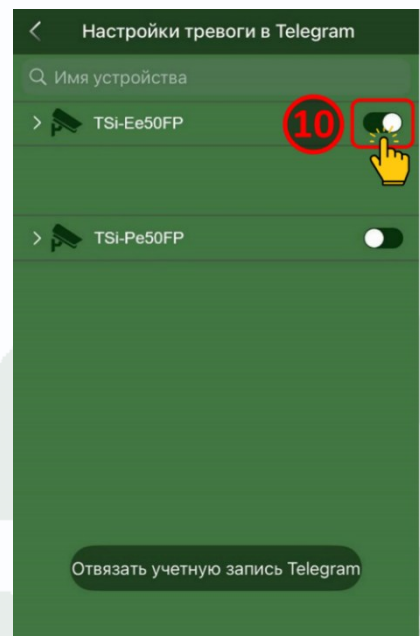 Настройки тревоги в Telegram
Имя устройства
TSi-Ee50FP
10
TSi-Pe50FP
Отвязать учетную запись Telegram